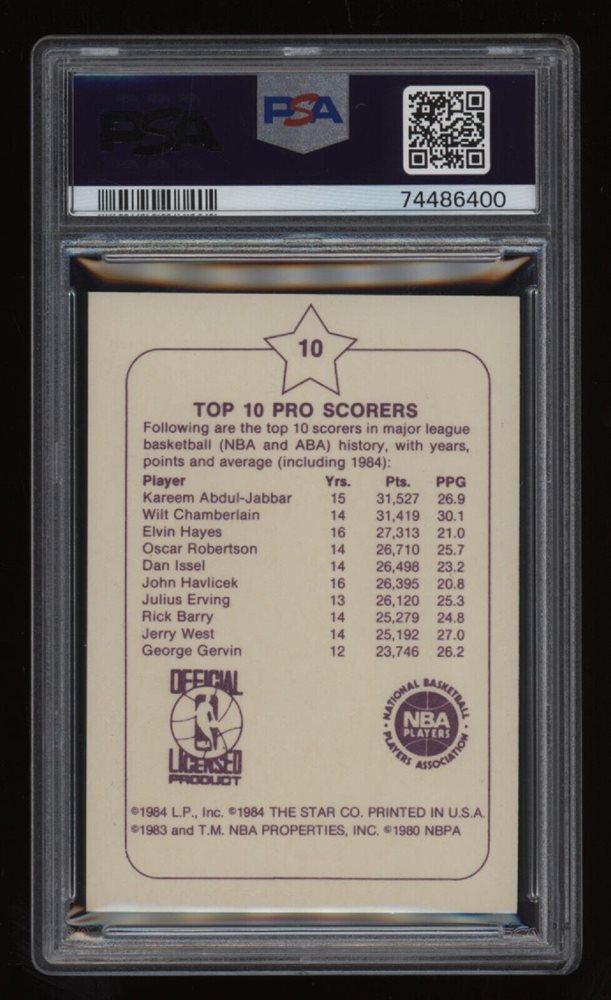 PSA
PSA
74486400
10
TOP 10 PRO SCORERS
Following are the top 10 scorers in major league
basketball (NBA and ABA) history, with years,
points and average (including 1984):
Player Yrs. Pts. PPG
Kareem Abdul-Jabbar 15 31,527 26.9
Wilt Chamberlain 14 31,419 30.1
Elvin Hayes 16 27,313 21.0
Oscar Robertson 14 26,710 25.7
Dan Issel 14 26,498 23.2
John Havlicek 16 26,395 20.8
Julius Erving 13 26,120 25.3
Rick Barry 14 25,279 24.8
Jerry West 14 25,192 27.0
George Gervin 12 23,746 26.2
OFFICIAL
LICENSED
PRODUCT
NATIONAL BASKETBALL
NBA
PLAYERS
PLAYERS ASSOCIATION
©1984 L.P., Inc. ©1984 THE STAR CO. PRINTED IN U.S.A.
©1983 and T.M. NBA PROPERTIES, INC. ©1980 NBPA
PSA